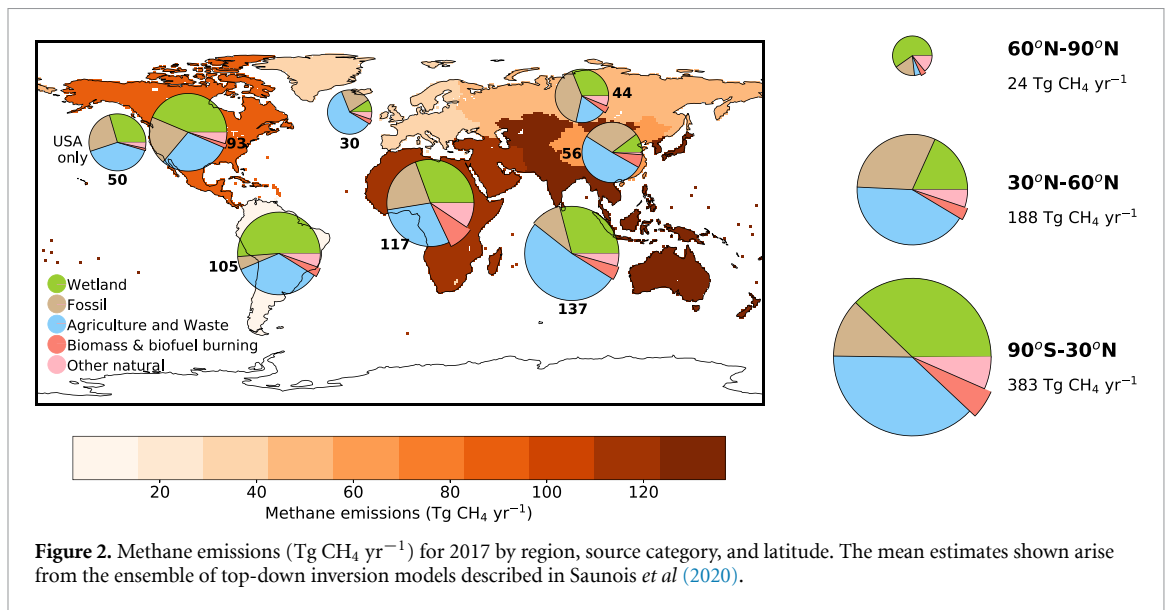 60°N-90°N
24 Tg CH₄ yr⁻¹
44
USA
only
93
30
56
50
30°N-60°N
188 Tg CH₄ yr⁻¹
117
105
137
Wetland
Fossil
Agriculture and Waste
Biomass & biofuel burning
Other natural
90°S-30°N
383 Tg CH₄ yr⁻¹
20 40 60 80 100 120
Methane emissions (Tg CH₄ yr⁻¹)
Figure 2. Methane emissions (Tg CH₄ yr⁻¹) for 2017 by region, source category, and latitude. The mean estimates shown arise
from the ensemble of top-down inversion models described in Saunois et al (2020).